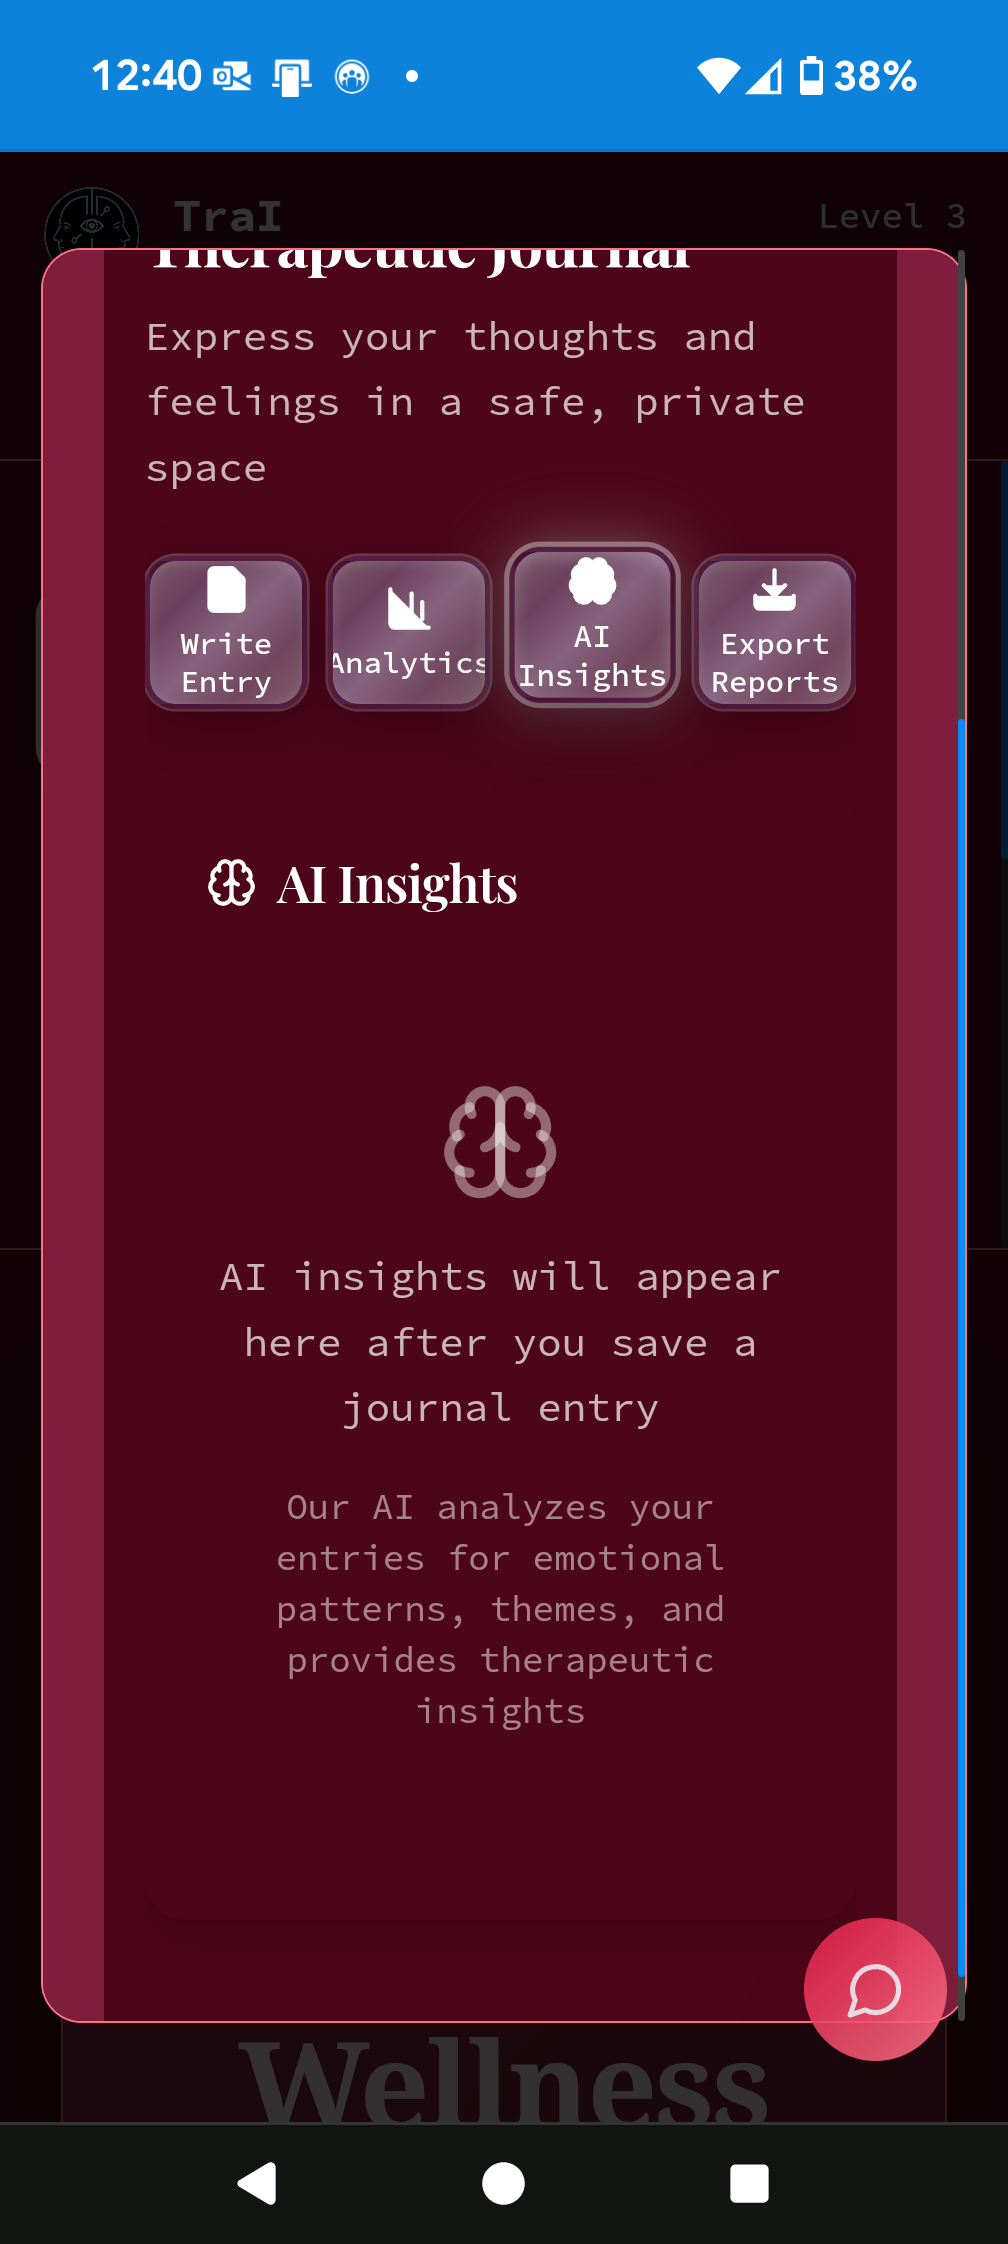 12:40
38%
TraI
Level 3
Therapeutic Journal
Express your thoughts and
feelings in a safe, private
space
Write
Entry
Analytics
AI
Insights
Export
Reports
AI Insights
AI insights will appear
here after you save a
journal entry
Our AI analyzes your
entries for emotional
patterns, themes, and
provides therapeutic
insights
Wellness